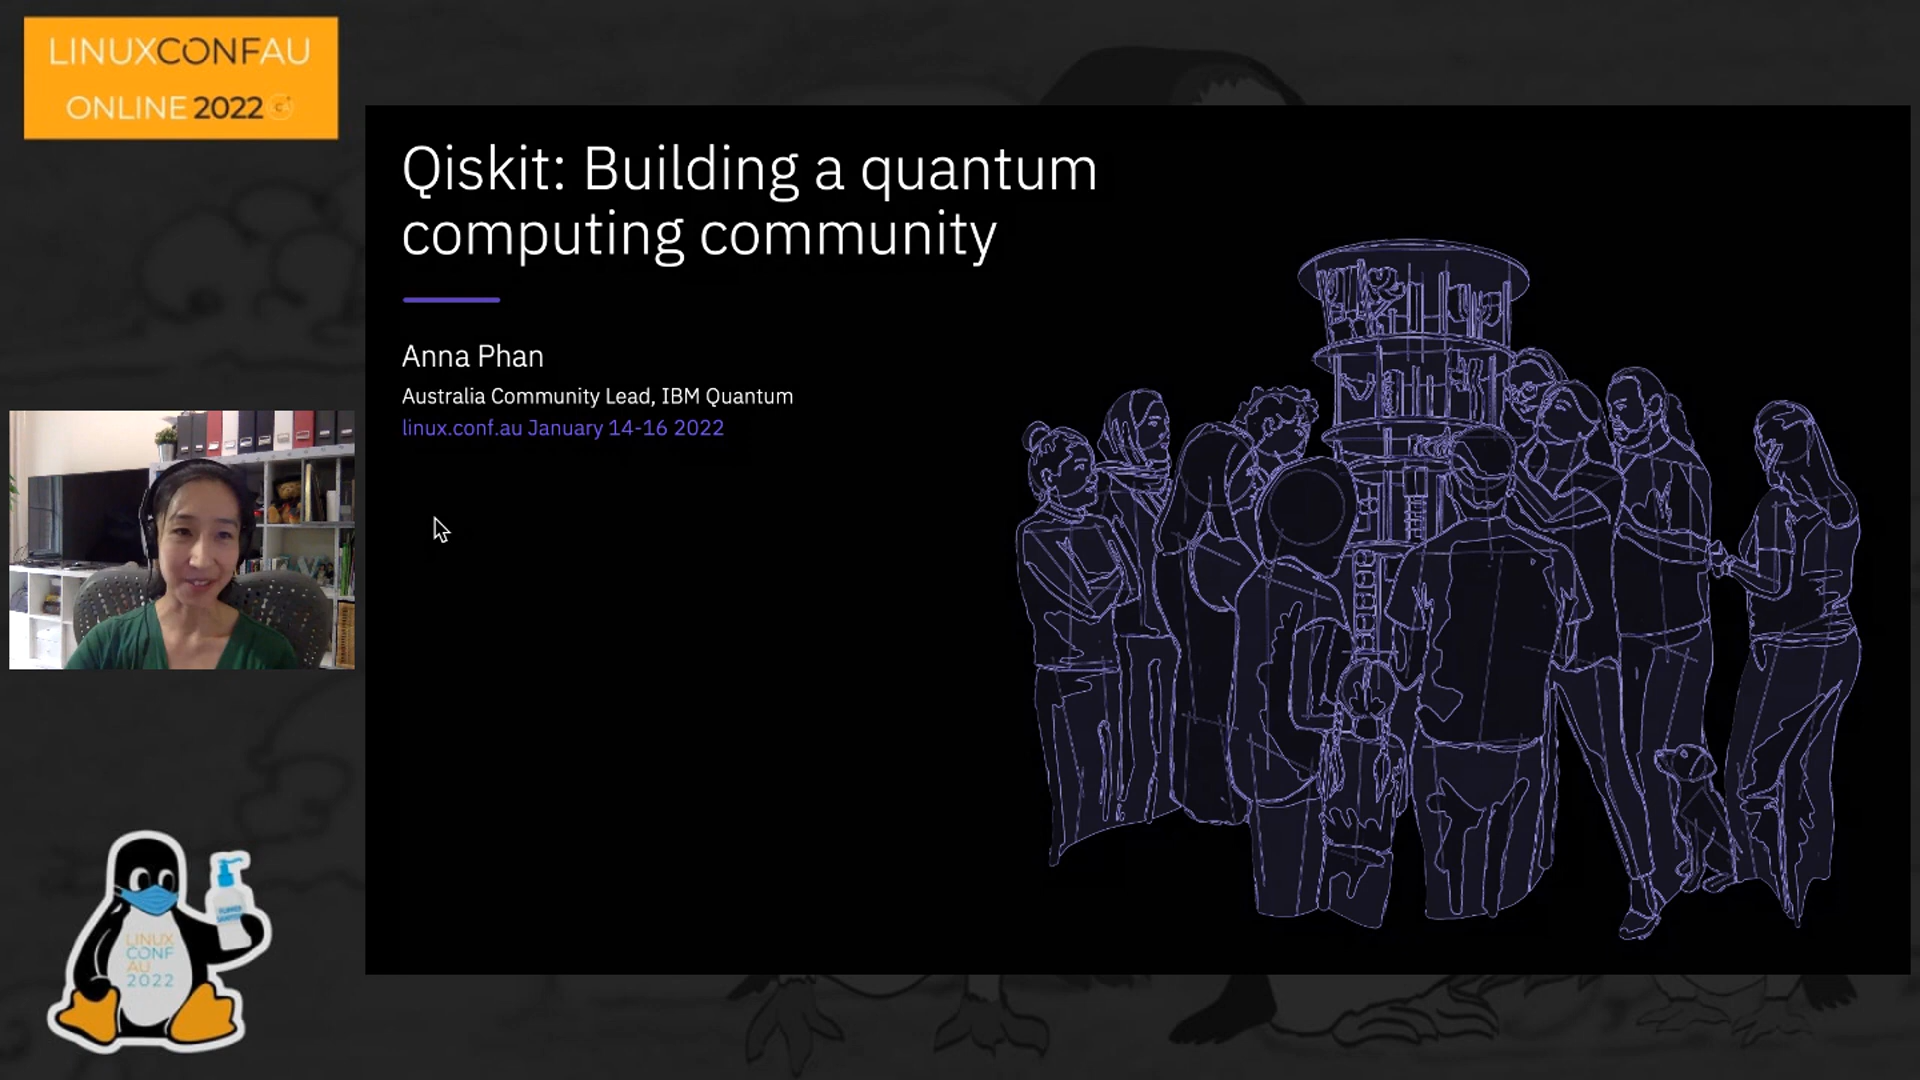 LINUXCONFAU
ONLINE 2022
Qiskit: Building a quantum
computing community
Anna Phan
Australia Community Lead, IBM Quantum
linux.conf.au January 14-16 2022
LINUX
CONF
AU
2022